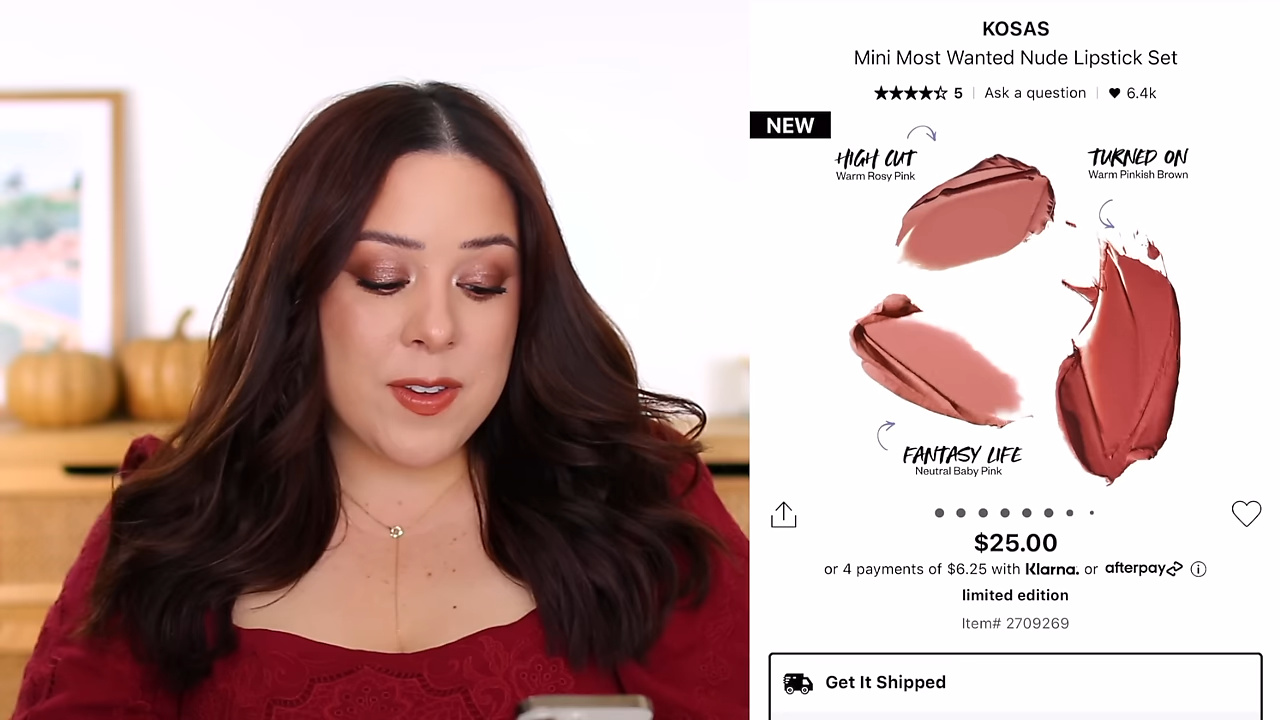 KOSAS
Mini Most Wanted Nude Lipstick Set
5 | Ask a question | 6.4k
NEW
HIGH CUT
Warm Rosy Pink
TURNED ON
Warm Pinkish Brown
FANTASY LIFE
Neutral Baby Pink
$25.00
or 4 payments of $6.25 with Klarna. or afterpay
limited edition
Item# 2709269
Get It Shipped